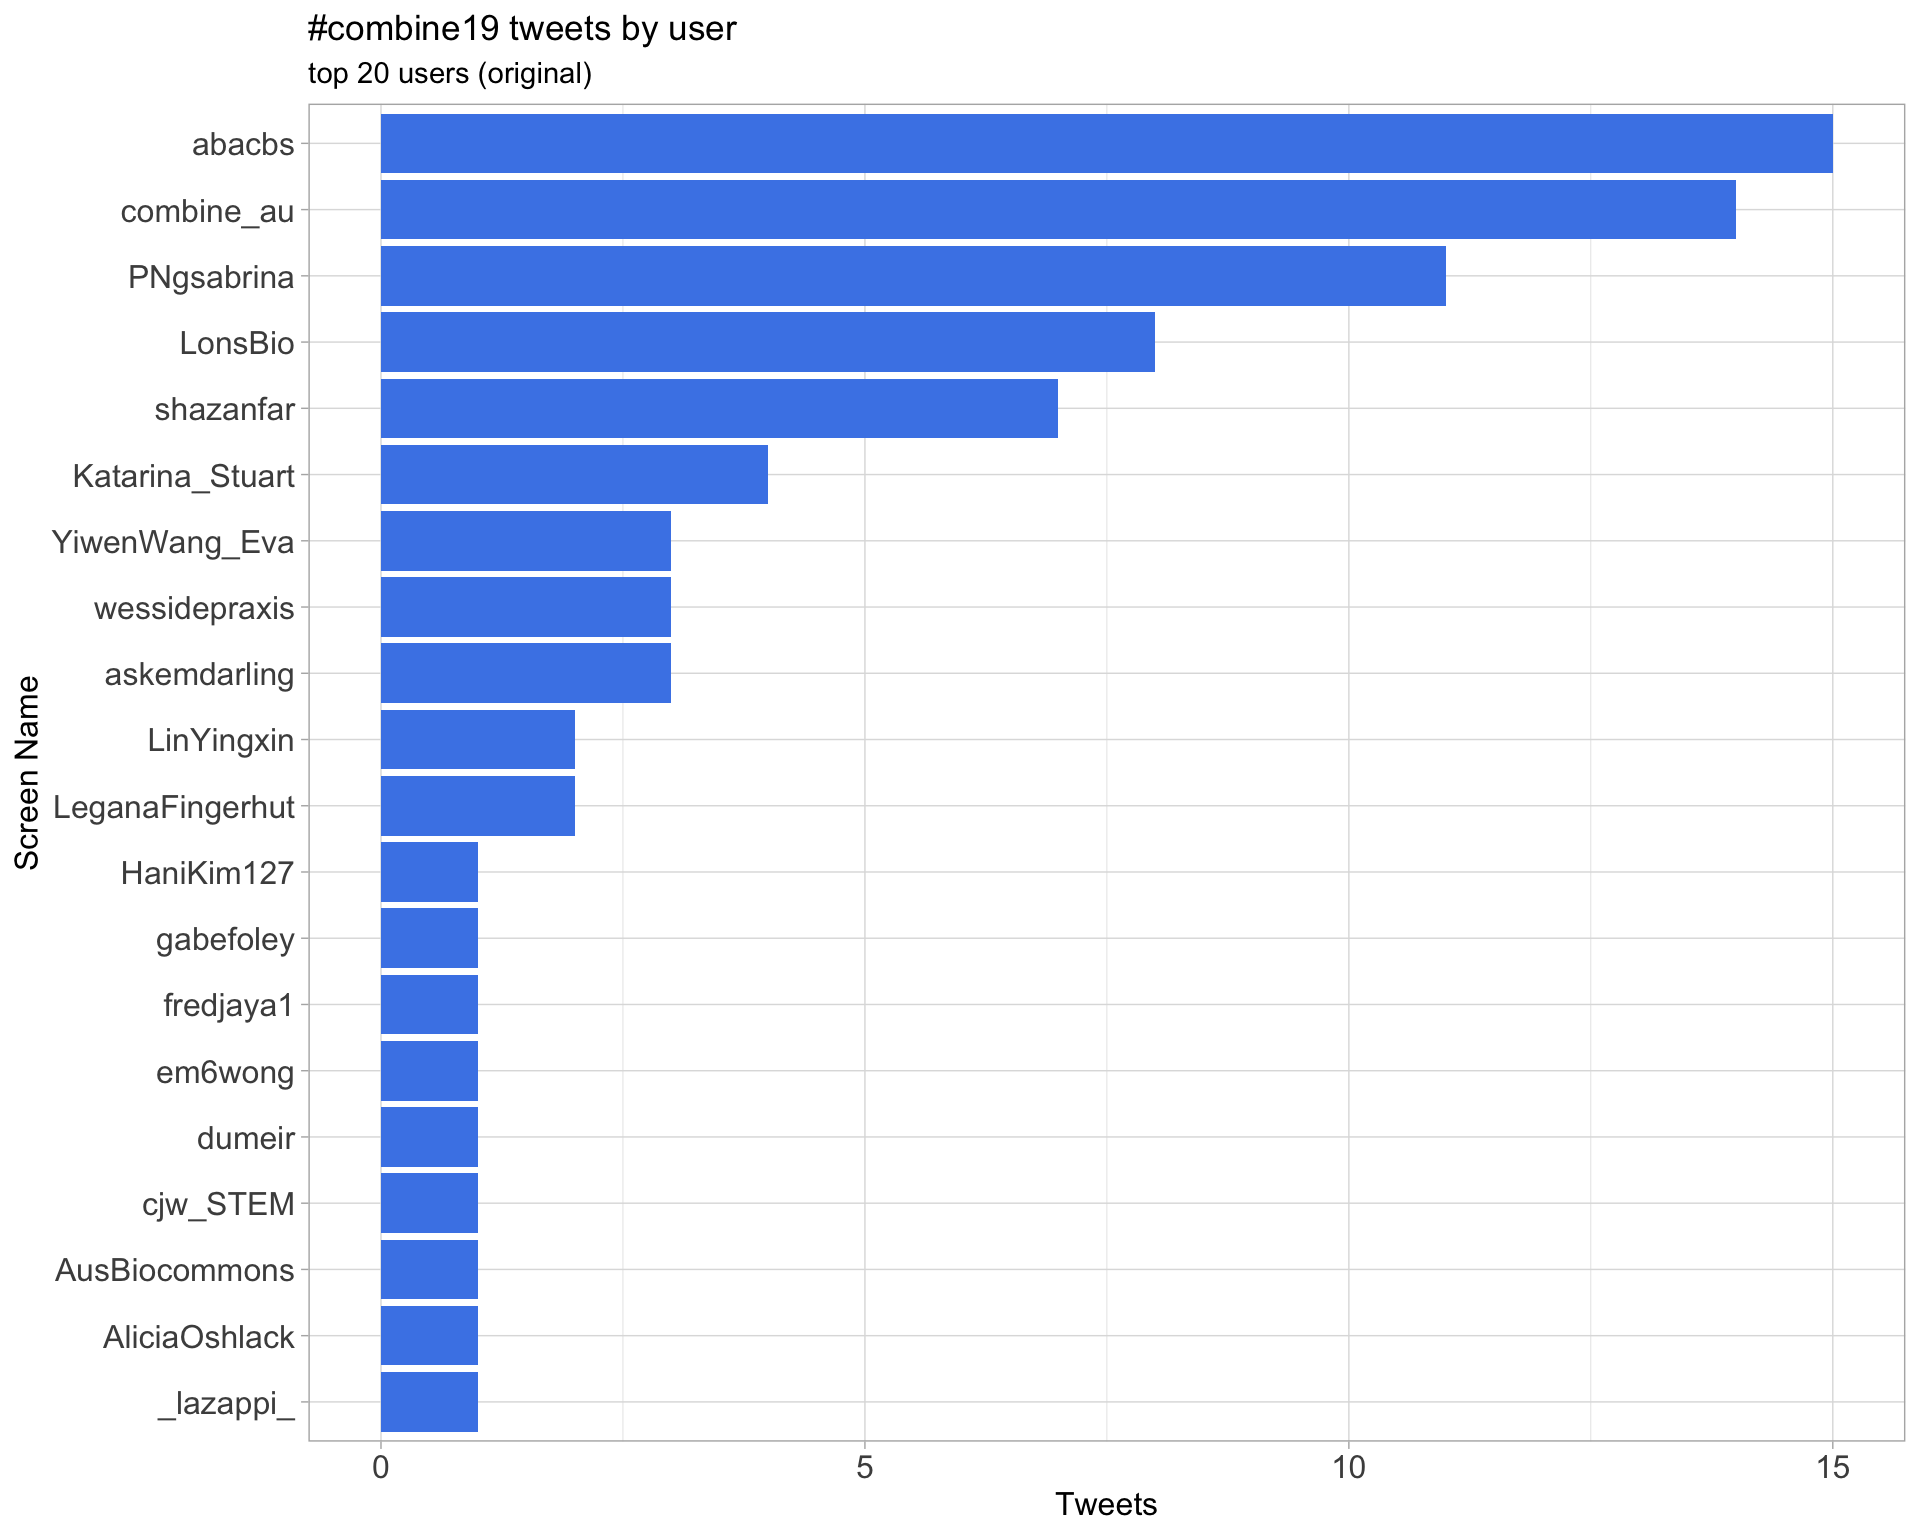 #combine19 tweets by user
top 20 users (original)
abacbs
combine_au
PNgsabrina
LonsBio
shazanfar
Katarina_Stuart
YiwenWang_Eva
wessidepraxis
askemdarling
LinYingxin
LeganaFingerhut
HaniKim127
gabefoley
fredjaya1
em6wong
dumeir
cjw_STEM
AusBiocommons
AliciaOshlack
_lazappi_
Screen Name
0 5 10 15
Tweets